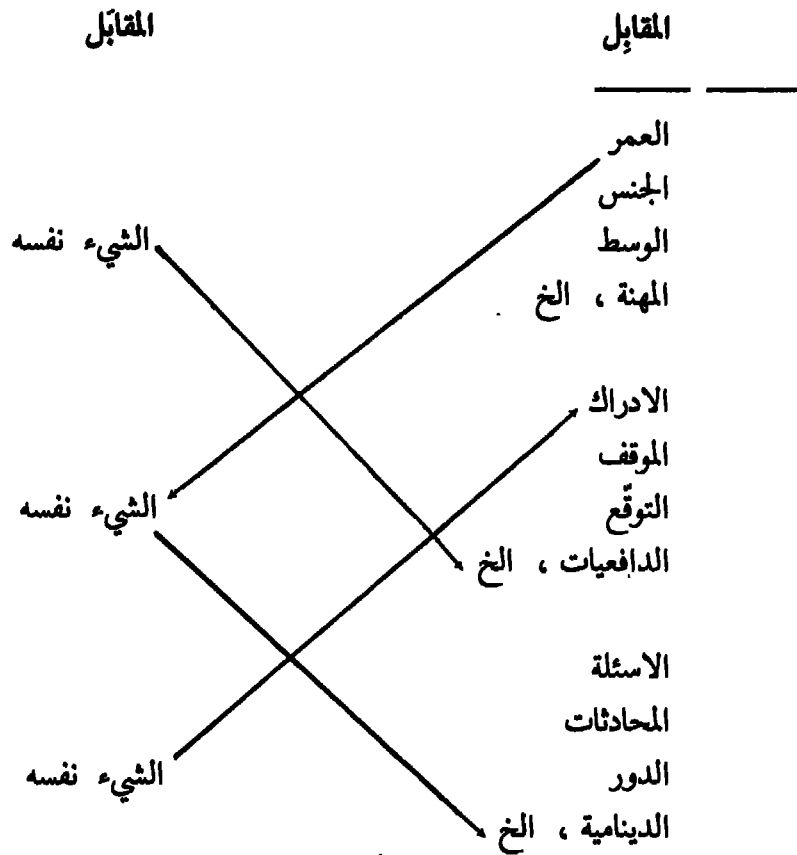 المقابِل المقابَل
العمر
الجنس
الوسط الشيء نفسه
المهنة ، الخ
الادراك
الموقف
التوقّع الشيء نفسه
الدافعيات ، الخ
الاسئلة
المحادثات
الدور الشيء نفسه
الدينامية ، الخ